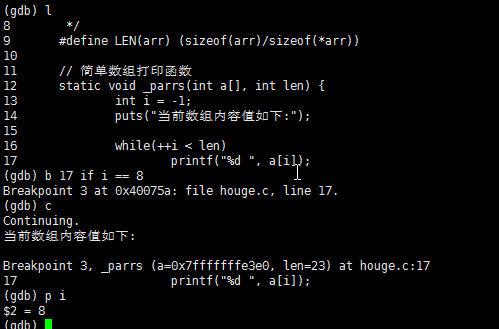 (gdb) l
8        */
9       #define LEN(arr) (sizeof(arr)/sizeof(*arr))
10
11      // 简单数组打印函数
12      static void _parrs(int a[], int len) {
13              int i = -1;
14              puts("当前数组内容值如下:");
15
16              while(++i < len)
17                      printf("%d ", a[i]);
(gdb) b 17 if i == 8
Breakpoint 3 at 0x40075a: file houge.c, line 17.
(gdb) c
Continuing.
当前数组内容值如下:

Breakpoint 3, _parrs (a=0x7fffffffe3e0, len=23) at houge.c:17
17                      printf("%d ", a[i]);
(gdb) p i
$2 = 8
(gdb)